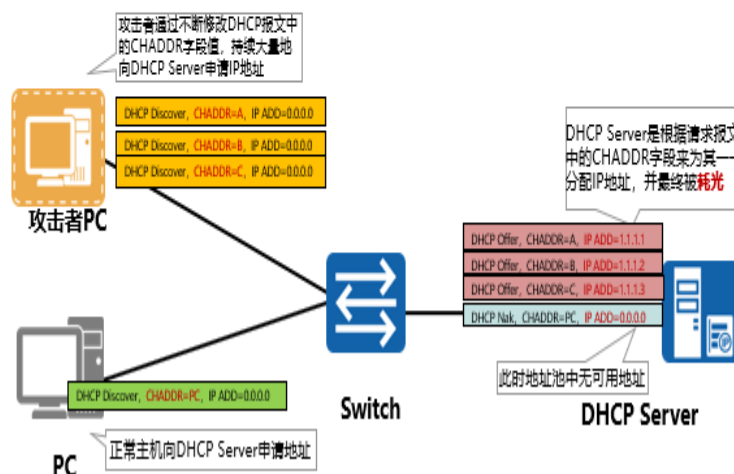 攻击者通过不断修改DHCP报文中
的CHADDR字段值，持续大量地
向DHCP Server申请IP地址
DHCP Discover, CHADDR=A, IP ADD=0.0.0.0
DHCP Discover, CHADDR=B, IP ADD=0.0.0.0
DHCP Discover, CHADDR=C, IP ADD=0.0.0.0
攻击者PC
DHCP Server是根据请求报文
中的CHADDR字段来为其一一
分配IP地址，并最终被耗光
DHCP Offer, CHADDR=A, IP ADD=1.1.1.1
DHCP Offer, CHADDR=B, IP ADD=1.1.1.2
DHCP Offer, CHADDR=C, IP ADD=1.1.1.3
DHCP Nak, CHADDR=PC, IP ADD=0.0.0.0
IP
此时地址池中无可用地址
DHCP Server
Switch
DHCP Discover, CHADDR=PC, IP ADD=0.0.0.0
正常主机向DHCP Server申请地址
PC